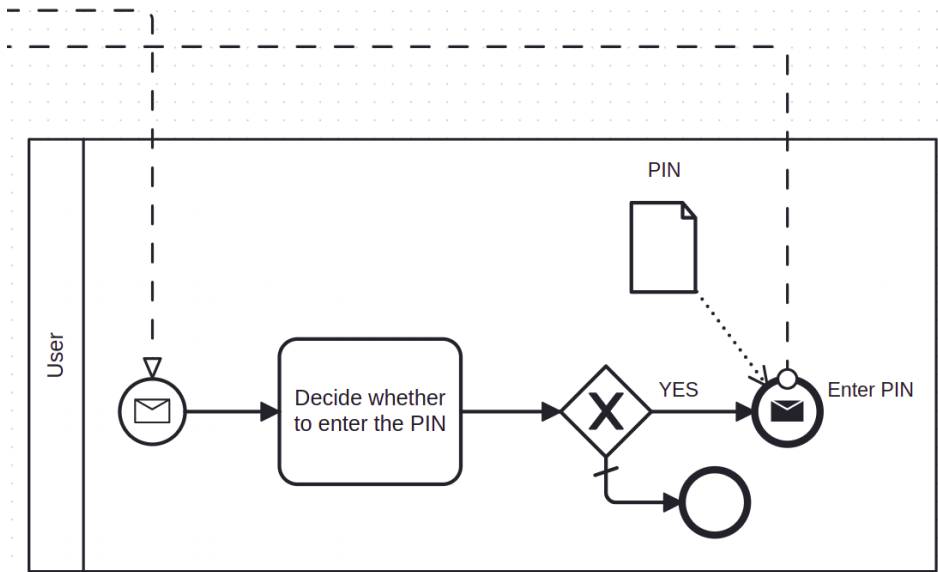 PIN
User
Decide whether
to enter the PIN
YES
Enter PIN